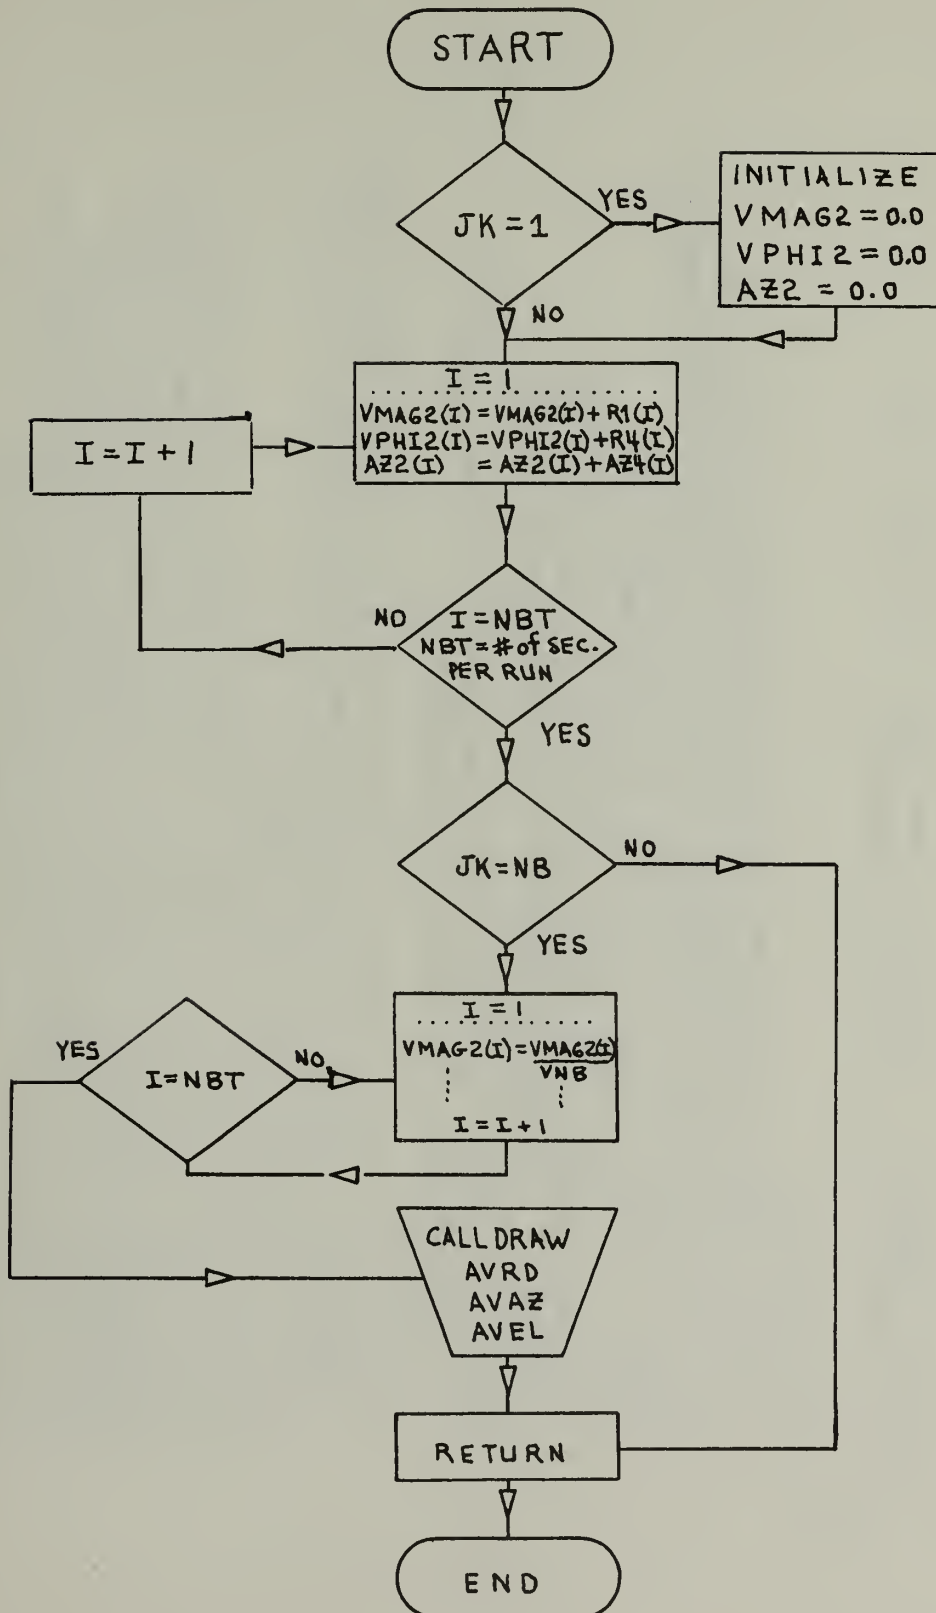 START
JK = 1
YES
INITIALIZE
VMAG2 = 0.0
VPHI2 = 0.0
AZ2 = 0.0
NO
I = 1
VMAG2(I) = VMAG2(I) + R1(I)
VPHI2(I) = VPHI2(I) + R4(I)
AZ2(I) = AZ2(I) + AZ4(I)
I = I + 1
NO
I = NBT
NBT = # of SEC.
PER RUN
YES
JK = NB
NO
YES
I = 1
VMAG2(I) = VMAG2(I)
VNB
I = I + 1
YES
I = NBT
NO
CALL DRAW
AVRD
AVAZ
AVEL
RETURN
END